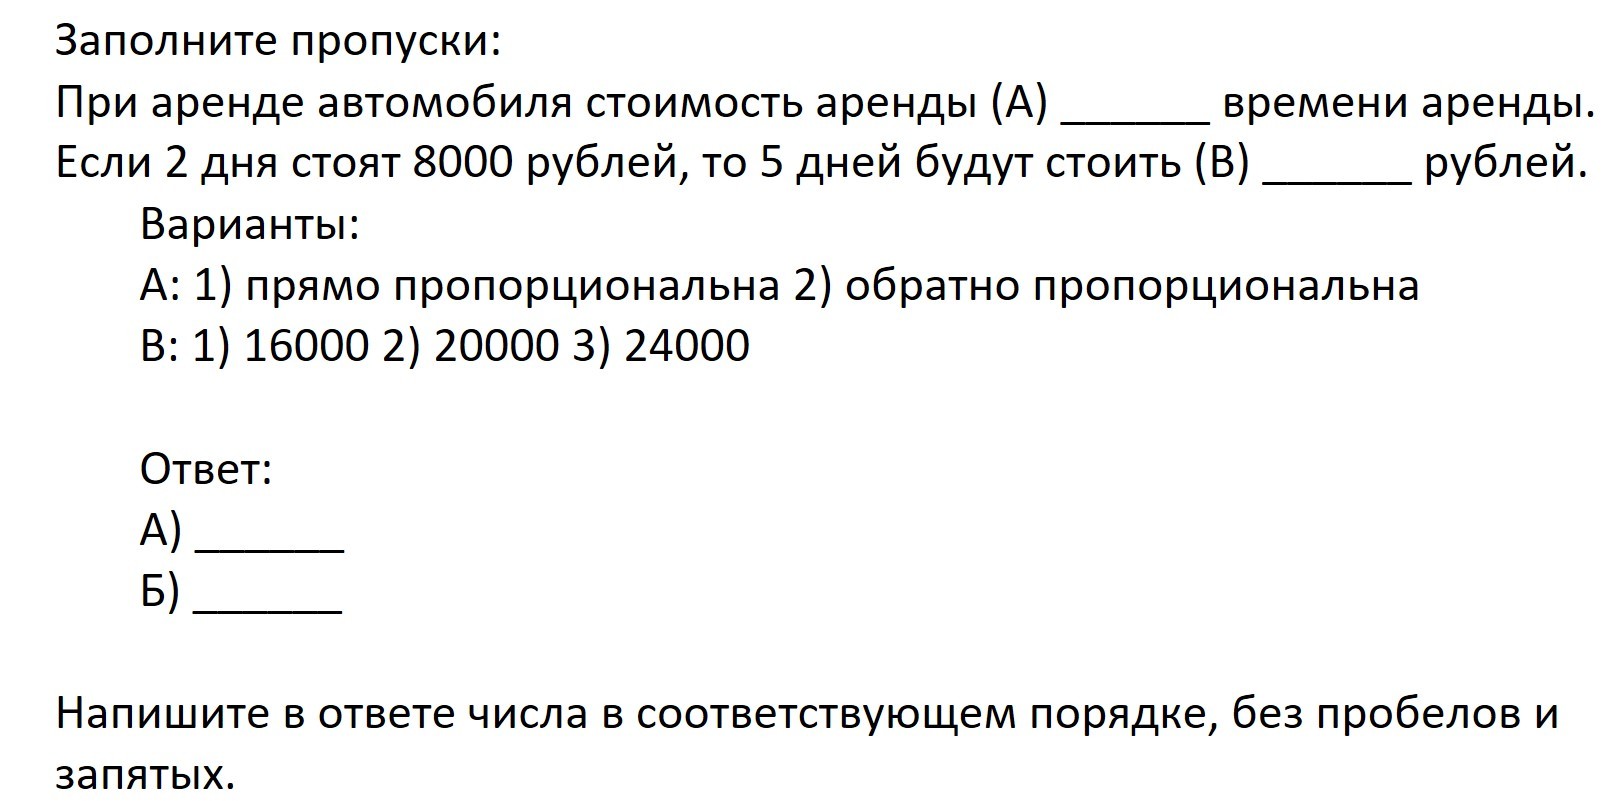 Заполните пропуски:
При аренде автомобиля стоимость аренды (А) ______ времени аренды.
Если 2 дня стоят 8000 рублей, то 5 дней будут стоить (В) ______ рублей.
Варианты:
А: 1) прямо пропорциональна 2) обратно пропорциональна
В: 1) 16000 2) 20000 3) 24000
Ответ:
А) ______
Б) ______
Напишите в ответе числа в соответствующем порядке, без пробелов и
запятых.